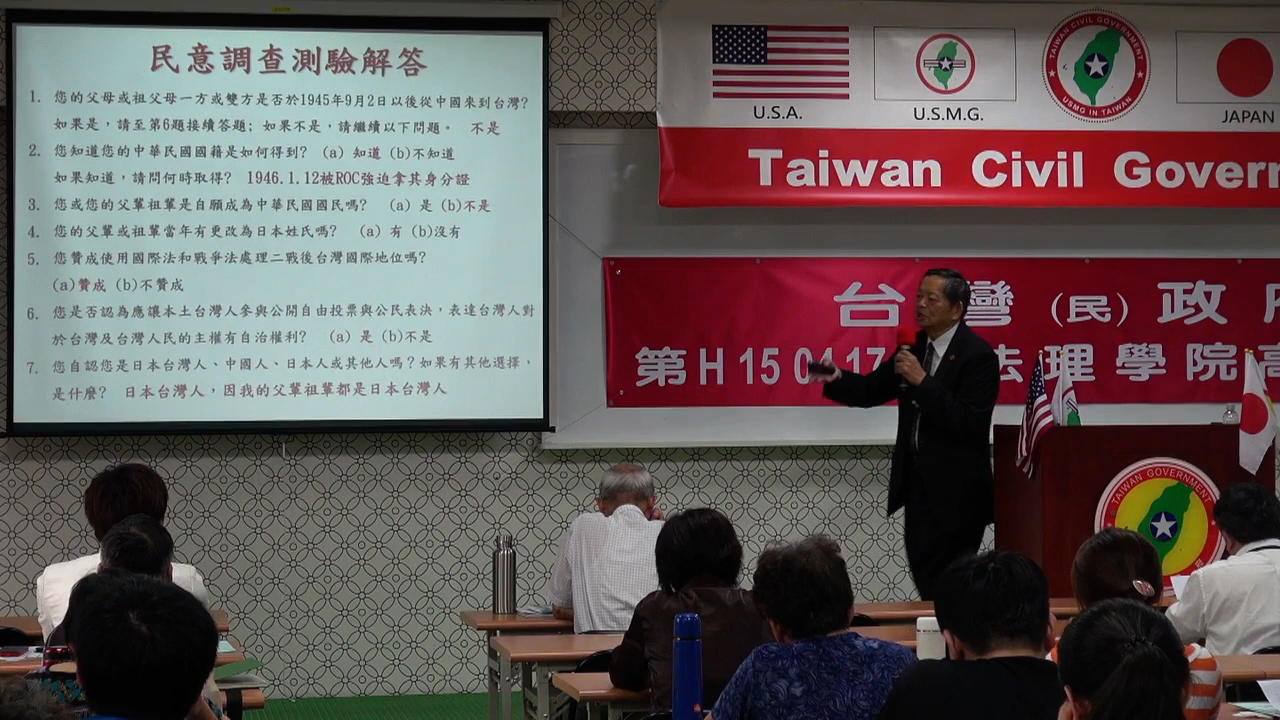 民意調查測驗解答
1. 您的父母或祖父母一方或雙方是否於1945年9月2日以後從中國來到台灣?
如果是，請至第6題接續答題; 如果不是，請繼續以下問題。 不是
2. 您知道您的中華民國國籍是如何得到? (a) 知道 (b)不知道
如果知道，請問何時取得? 1946.1.12被ROC強迫拿其身分證
3. 您或您的父輩祖輩是自願成為中華民國國民嗎? (a) 是 (b)不是
4. 您的父輩或祖輩當年有更改為日本姓氏嗎? (a) 有 (b)沒有
5. 您贊成使用國際法和戰爭法處理二戰後台灣國際地位嗎?
(a)贊成 (b)不贊成
6. 您是否認為應讓本土台灣人參與公開自由投票與公民表決，表達台灣人對
於台灣及台灣人民的主權有自治權利? (a) 是 (b)不是
7. 您自認您是日本台灣人、中國人、日本人或其他人嗎?如果有其他選擇，
是什麼? 日本台灣人，因我的父輩祖輩都是日本台灣人
U.S.A.
U.S.M.G.
TAIWAN CIVIL GOVERNMENT
USMG IN TAIWAN
JAPAN
Taiwan Civil Govern
台灣(民)政府
第H 15 04 17 法理學院高
TAIWAN GOVERNMENT